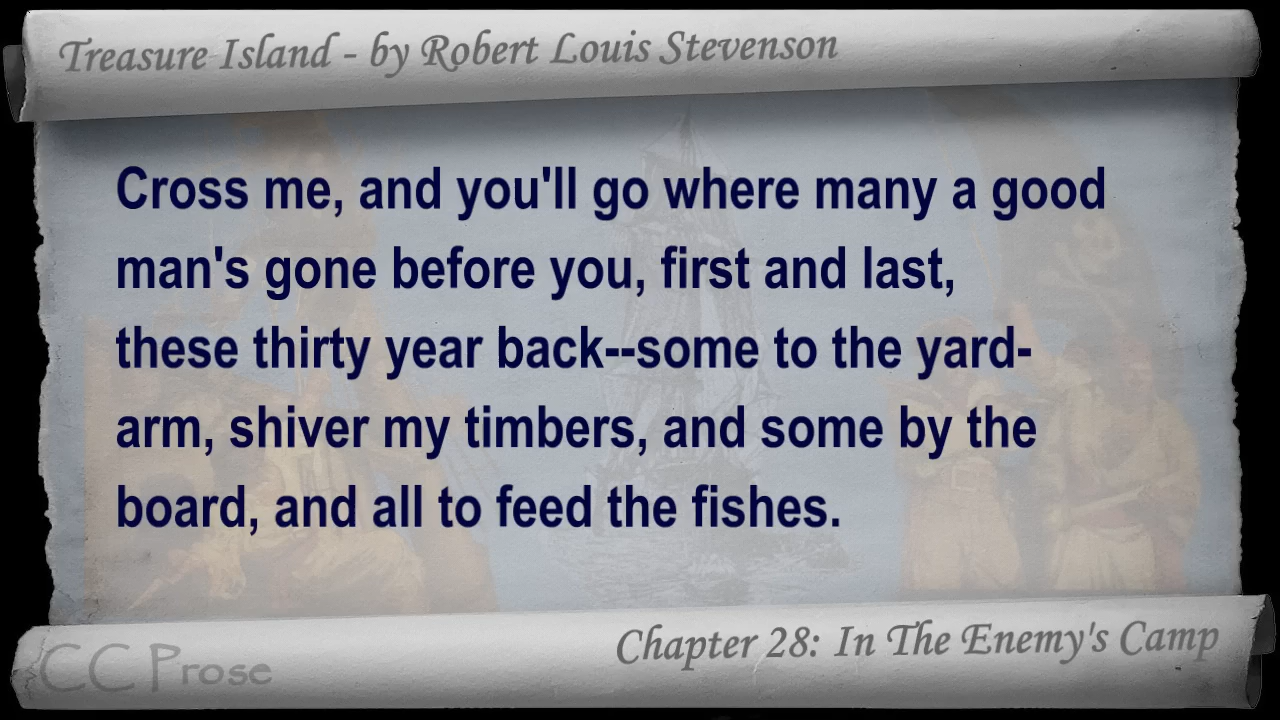 Treasure Island - by Robert Louis Stevenson
Cross me, and you'll go where many a good
man's gone before you, first and last,
these thirty year back--some to the yard-
arm, shiver my timbers, and some by the
board, and all to feed the fishes.
Chapter 28: In The Enemy's Camp
CC Prose